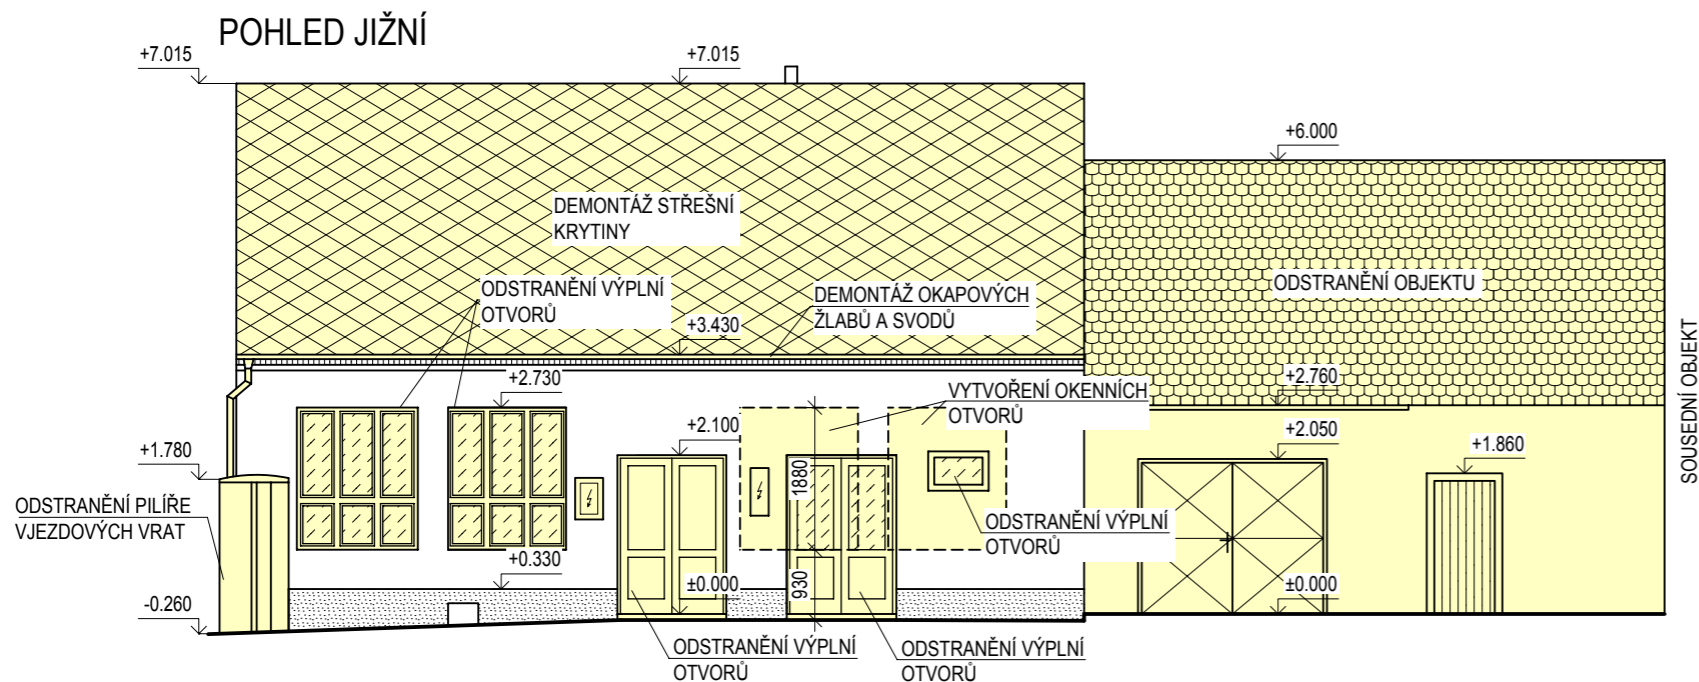 POHLED JIŽNÍ
+7.015
+7.015
+6.000
DEMONTÁŽ STŘEŠNÍ
KRYTINY
ODSTRANĚNÍ VÝPLNÍ
OTVORŮ
DEMONTÁŽ OKAPOVÝCH
ŽLABŮ A SVODŮ
ODSTRANĚNÍ OBJEKTU
+3.430
SOUSEDNÍ OBJEKT
+2.730
VYTVOŘENÍ OKENNÍCH
OTVORŮ
+2.760
+2.100
+2.050
+1.780
+1.860
1880
ODSTRANĚNÍ PILÍŘE
VJEZDOVÝCH VRAT
ODSTRANĚNÍ VÝPLNÍ
OTVORŮ
+0.330
±0.000
930
±0.000
-0.260
ODSTRANĚNÍ VÝPLNÍ
OTVORŮ
ODSTRANĚNÍ VÝPLNÍ
OTVORŮ